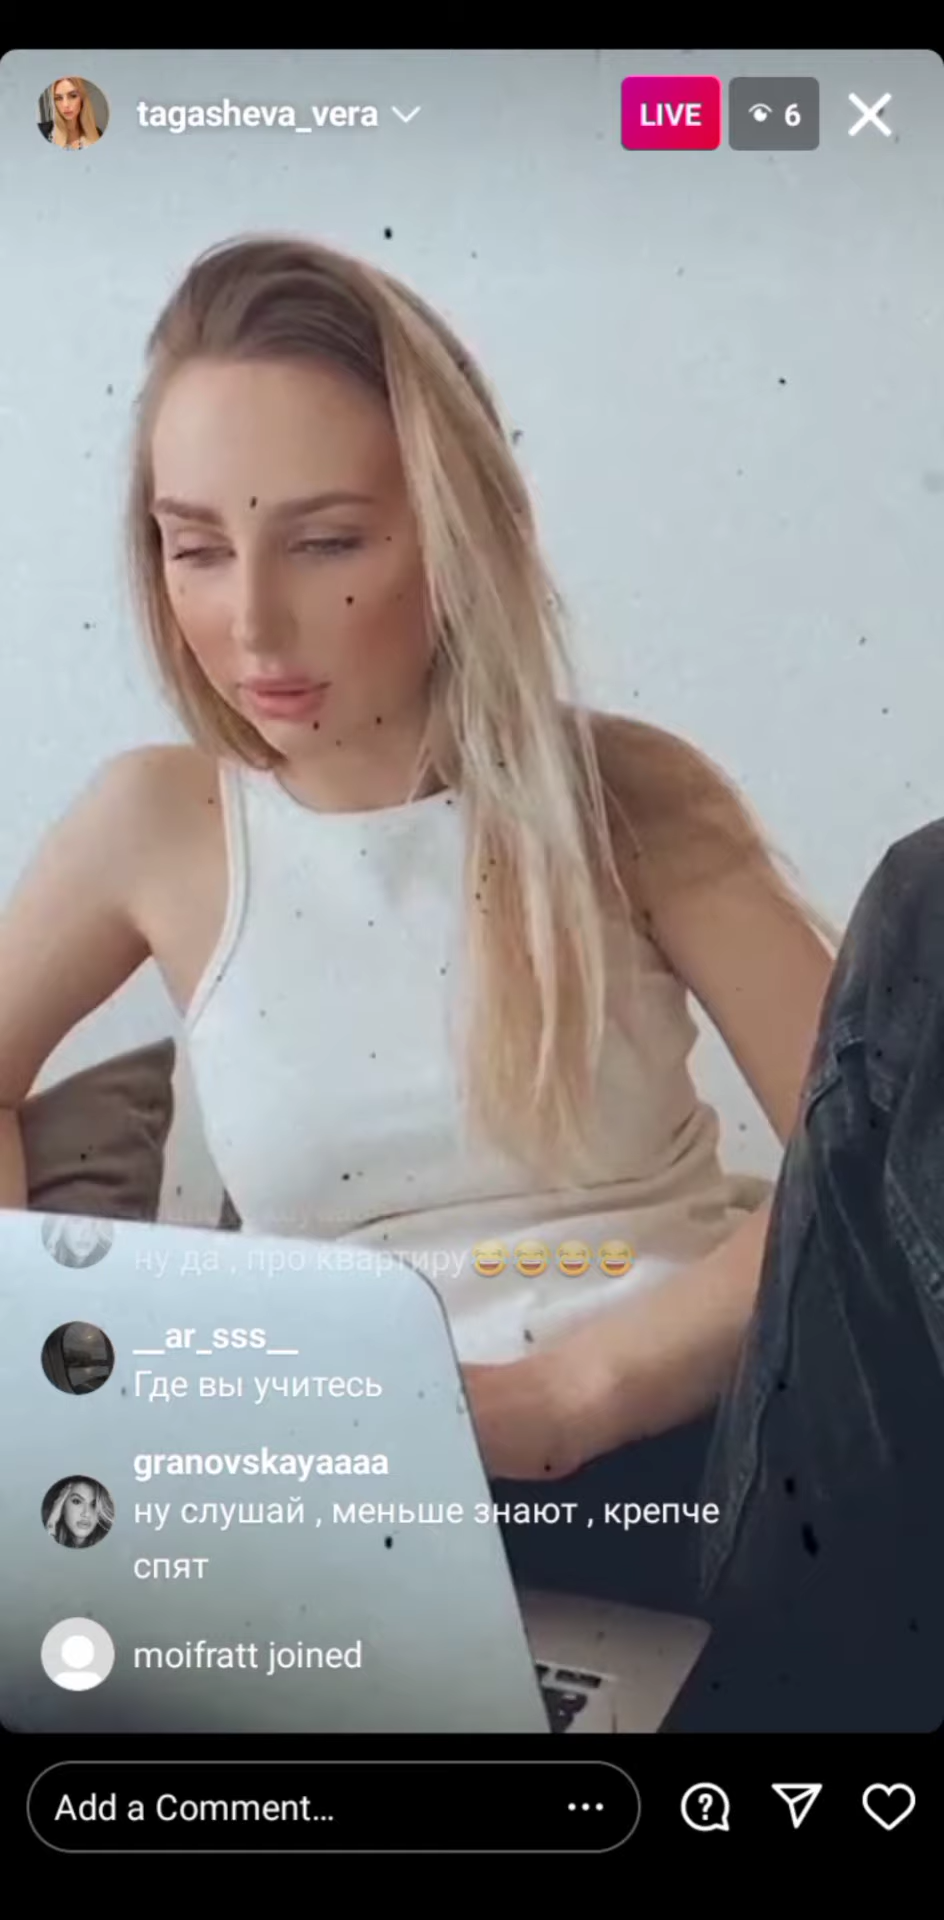 tagasheva_vera
LIVE
6
ну да , про квартиру😆😆😆😆
__ar_sss__
Где вы учитесь
granovskayaaaa
ну слушай , меньше знают , крепче
спят
moifratt joined
Add a Comment...